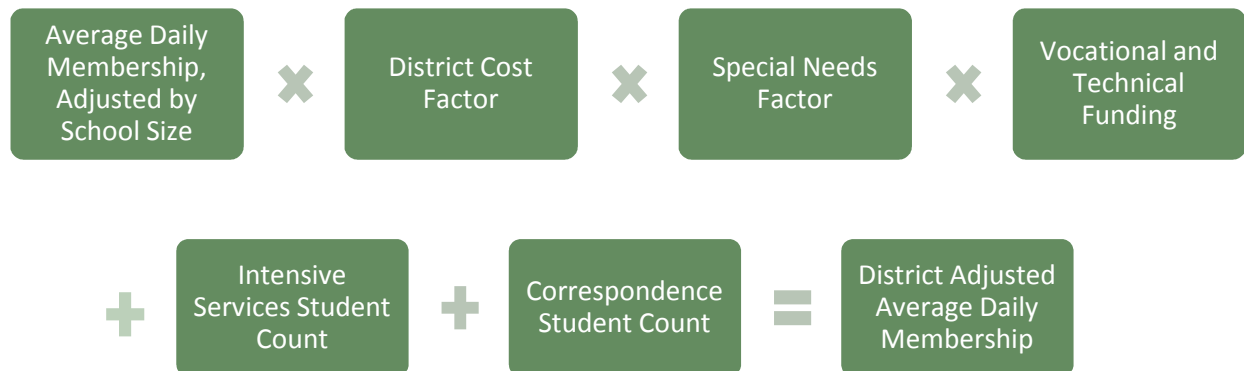 Average Daily
Membership,
Adjusted by
School Size
×
District Cost
Factor
×
Special Needs
Factor
×
Vocational and
Technical
Funding
+
Intensive
Services Student
Count
+
Correspondence
Student Count
=
District Adjusted
Average Daily
Membership